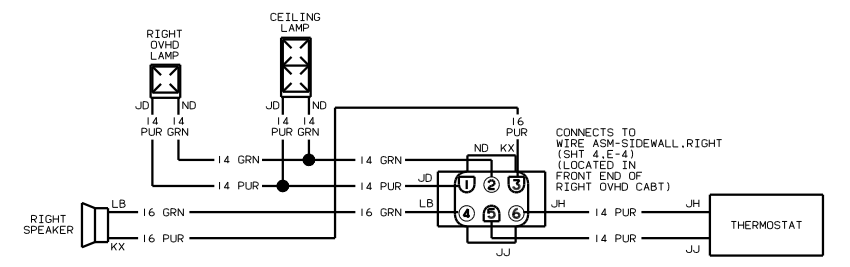 CEILING
LAMP
RIGHT
OVHD
LAMP
JD ND JD ND
14 14 14 14 16
PUR GRN PUR GRN PUR
CONNECTS TO
WIRE ASM-SIDEWALL,RIGHT
(SHT 4,E-4)
(LOCATED IN
FRONT END OF
RIGHT OVHD CABT)
ND KX
14 GRN 14 GRN
JD
14 PUR 14 PUR
1 2 3
LB LB JH JH
16 GRN 16 GRN 4 5 6 14 PUR
RIGHT
SPEAKER
THERMOSTAT
KX 16 PUR 14 PUR
JJ JJ